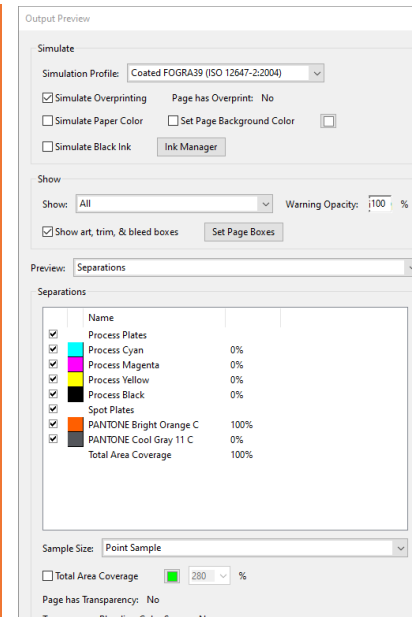 Output Preview
Simulate
Simulation Profile: Coated FOGRA39 (ISO 12647-2:2004)
Simulate Overprinting Page has Overprint: No
Simulate Paper Color Set Page Background Color
Simulate Black Ink Ink Manager
Show
Show: All Warning Opacity: 100 %
Show art, trim, & bleed boxes Set Page Boxes
Preview: Separations
Separations
Name
Process Plates
Process Cyan 0%
Process Magenta 0%
Process Yellow 0%
Process Black 0%
Spot Plates
PANTONE Bright Orange C 100%
PANTONE Cool Gray 11 C 0%
Total Area Coverage 100%
Sample Size: Point Sample
Total Area Coverage 280 %
Page has Transparency: No